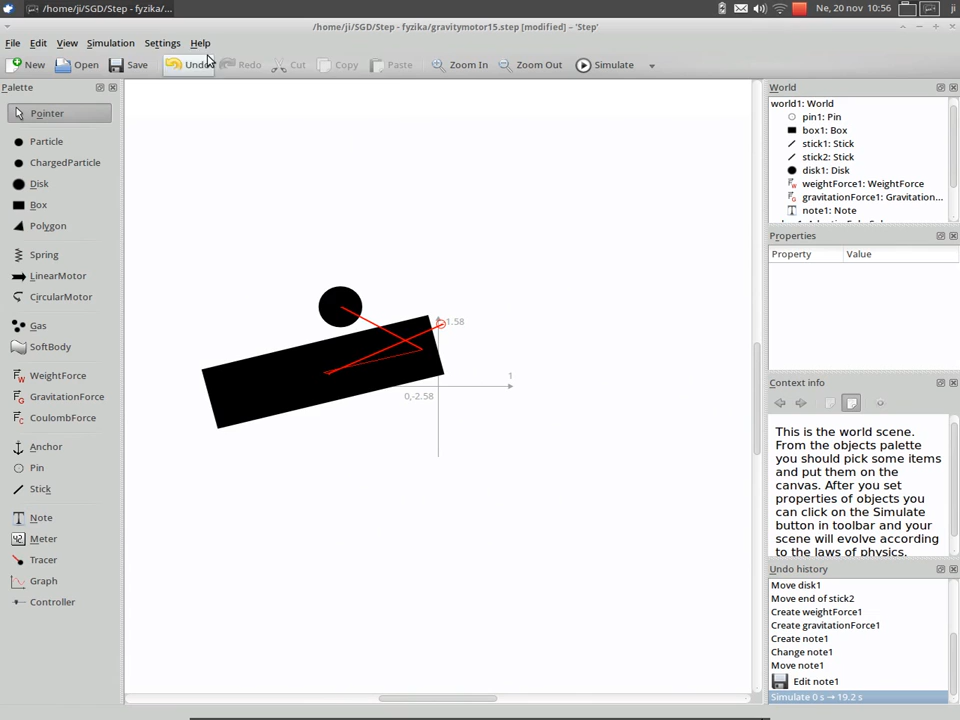 /home/ji/SGD/Step - fyzika/...
Ne, 20 nov 10:56
ji
/home/ji/SGD/Step - fyzika/gravitymotor15.step [modified] – 'Step'
File Edit View Simulation Settings Help
New Open Save Undo Redo Cut Copy Paste Zoom In Zoom Out Simulate
Palette
Pointer
Particle
ChargedParticle
Disk
Box
Polygon
Spring
LinearMotor
CircularMotor
Gas
SoftBody
WeightForce
GravitationForce
CoulombForce
Anchor
Pin
Stick
Note
Meter
Tracer
Graph
Controller
1.58
1
0,-2.58
World
world1: World
pin1: Pin
box1: Box
stick1: Stick
stick2: Stick
disk1: Disk
weightForce1: WeightForce
gravitationForce1: Gravitation...
note1: Note
Properties
Property Value
Context info
This is the world scene.
From the objects palette
you should pick some items
and put them on the
canvas. After you set
properties of objects you
can click on the Simulate
button in toolbar and your
scene will evolve according
to the laws of physics.
Undo history
Move disk1
Move end of stick2
Create weightForce1
Create gravitationForce1
Create note1
Change note1
Move note1
Edit note1
Simulate 0 s → 19.2 s